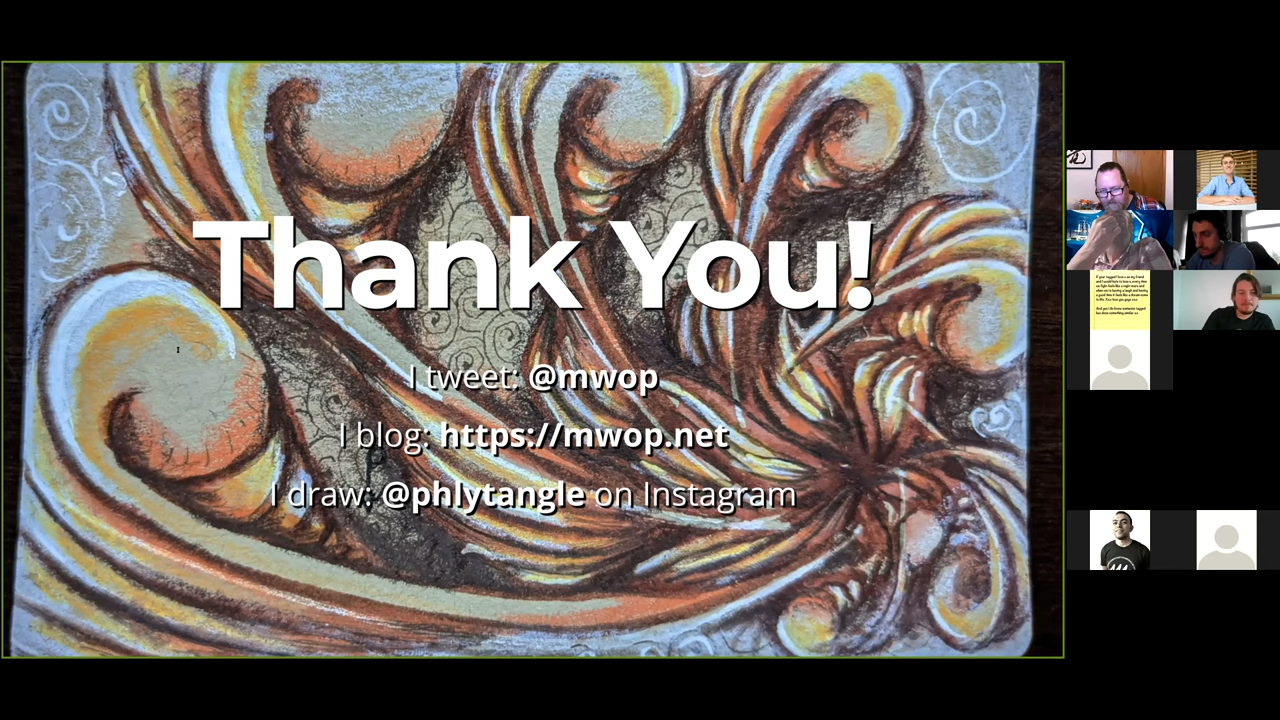 Thank You!
I tweet: @mwop
I blog: https://mwop.net
I draw: @phlytangle on Instagram